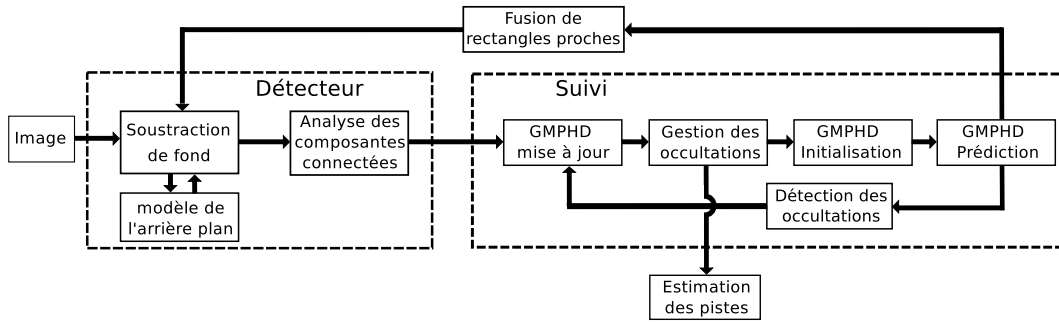 Fusion de
rectangles proches
Détecteur
Suivi
Image
Soustraction
de fond
Analyse des
composantes
connectées
GMPHD
mise à jour
Gestion des
occultations
GMPHD
Initialisation
GMPHD
Prédiction
modèle de
l'arrière plan
Détection des
occultations
Estimation
des pistes